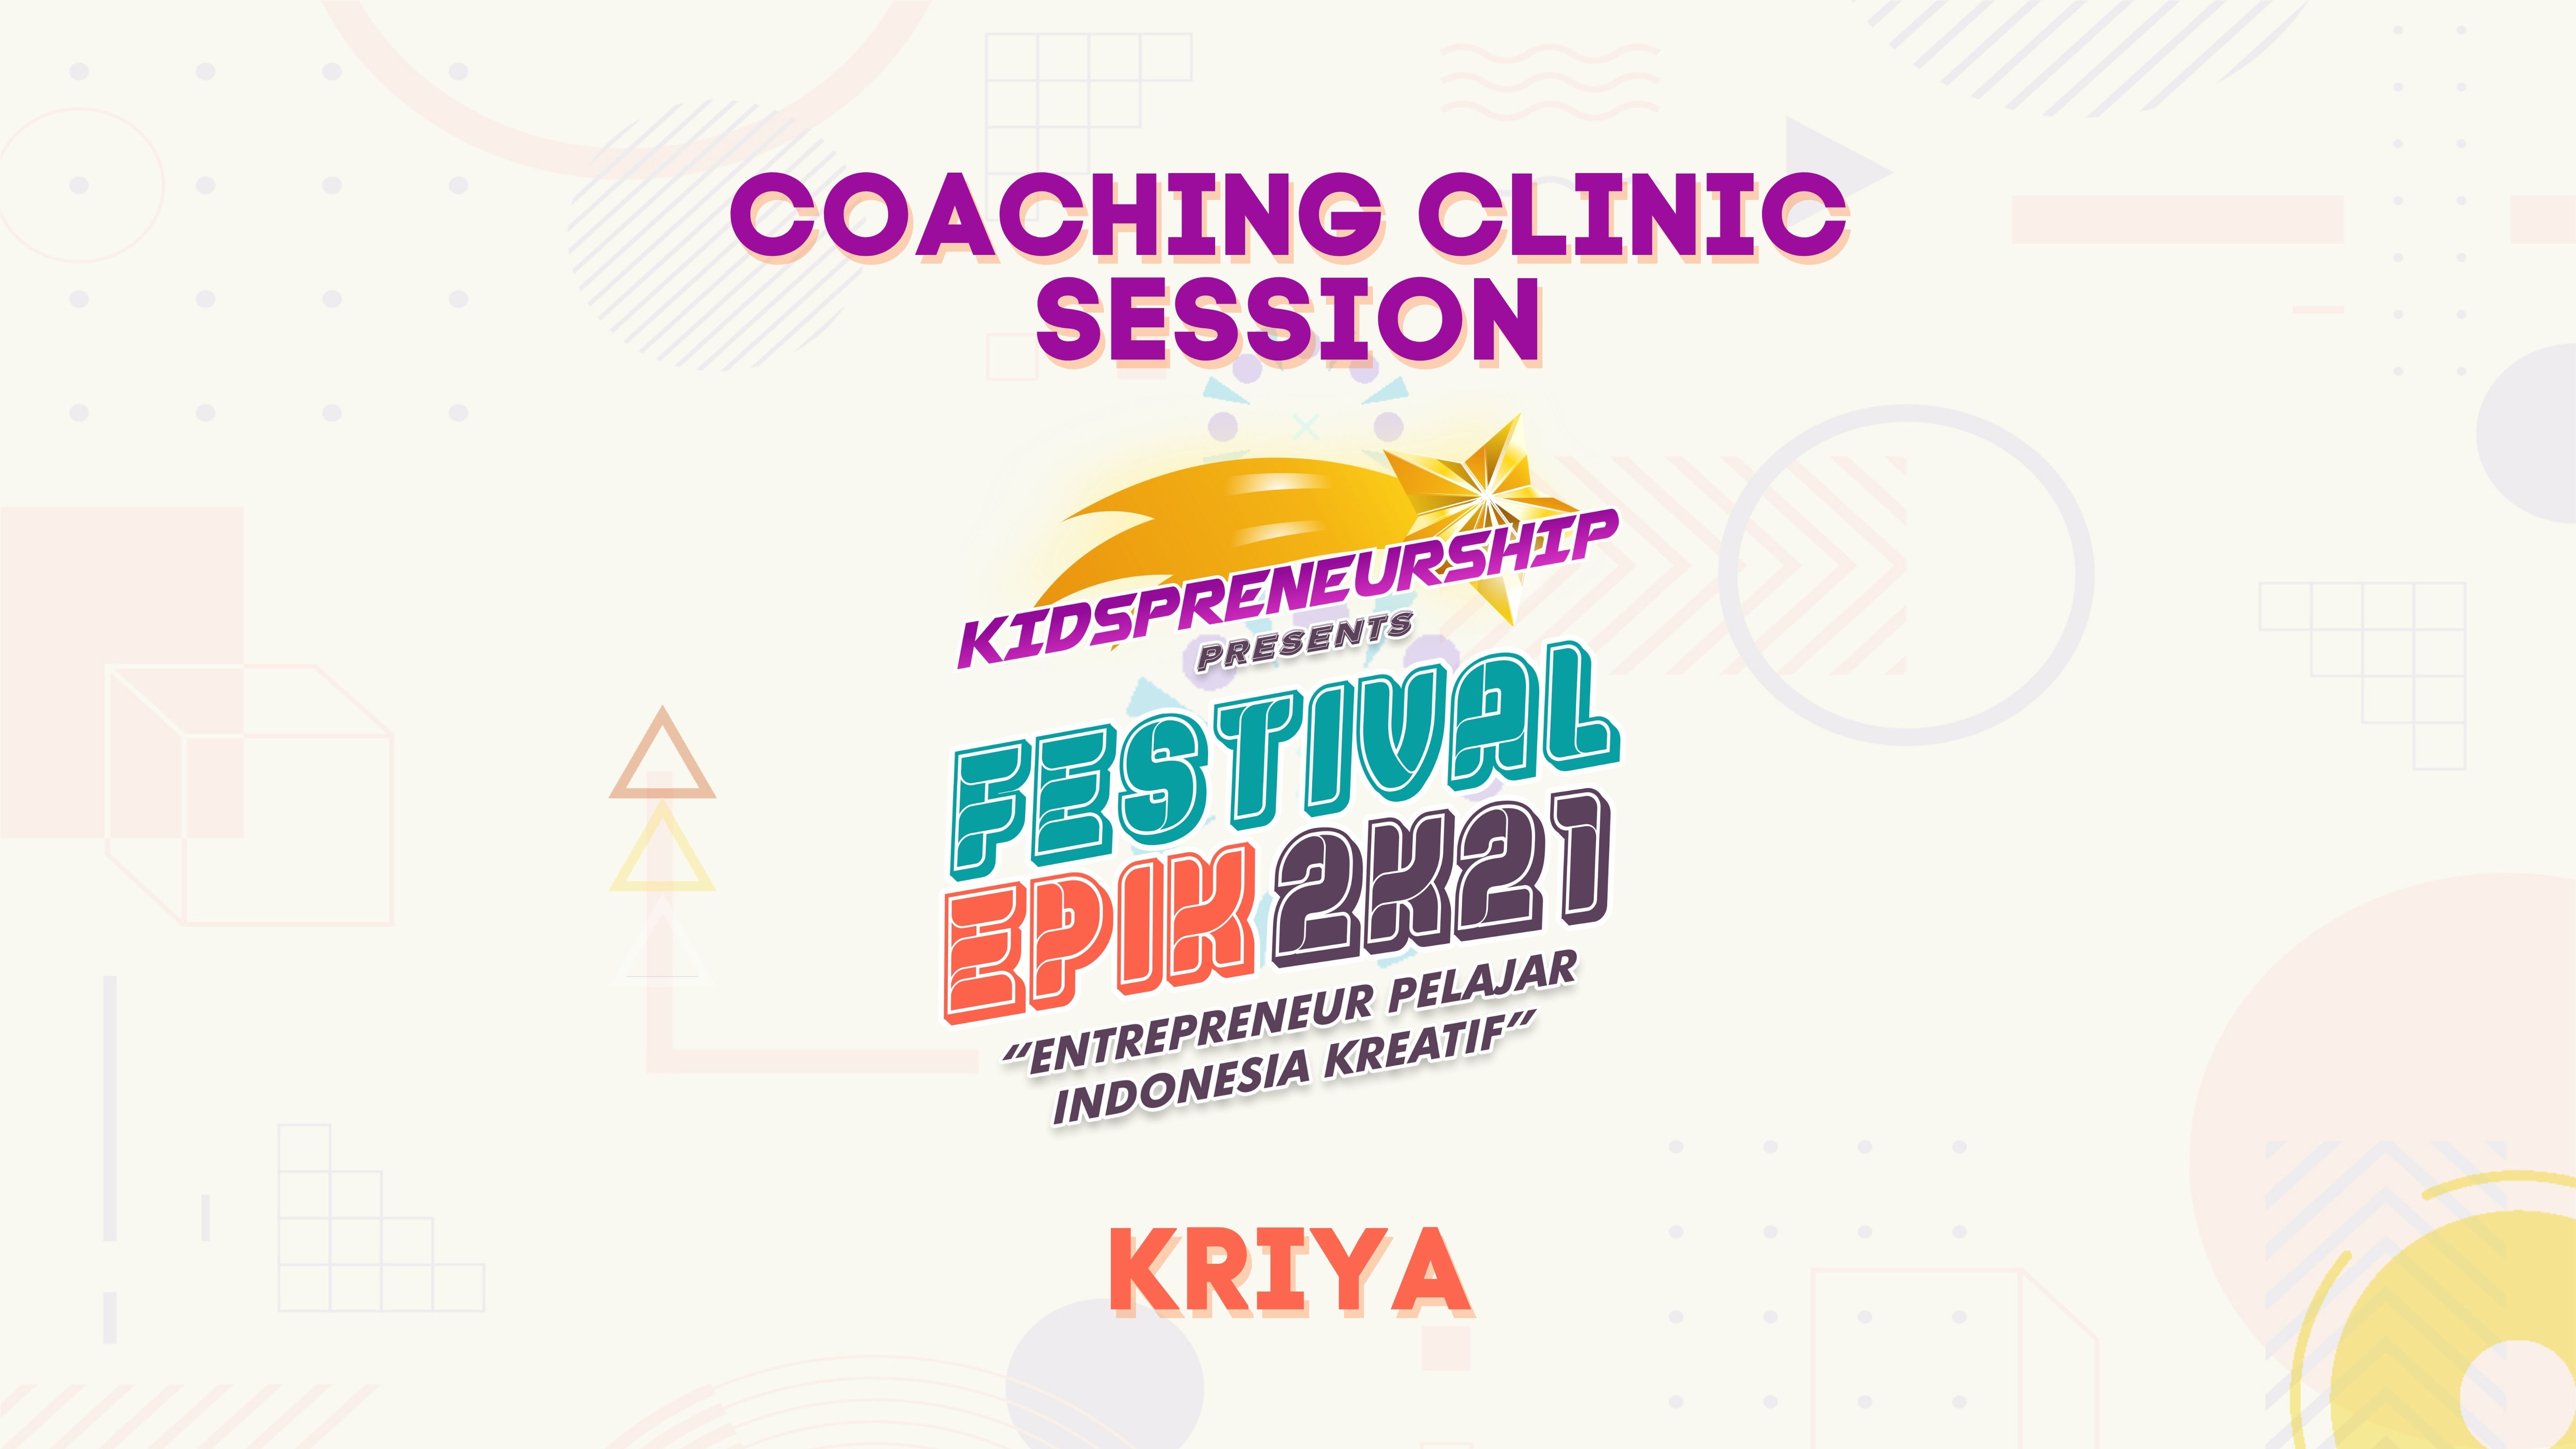 COACHING CLINIC
SESSION
KIDSPRENEURSHIP
PRESENTS
FESTIVAL
EPIK 2K21
"ENTREPRENEUR PELAJAR
INDONESIA KREATIF"
KRIYA